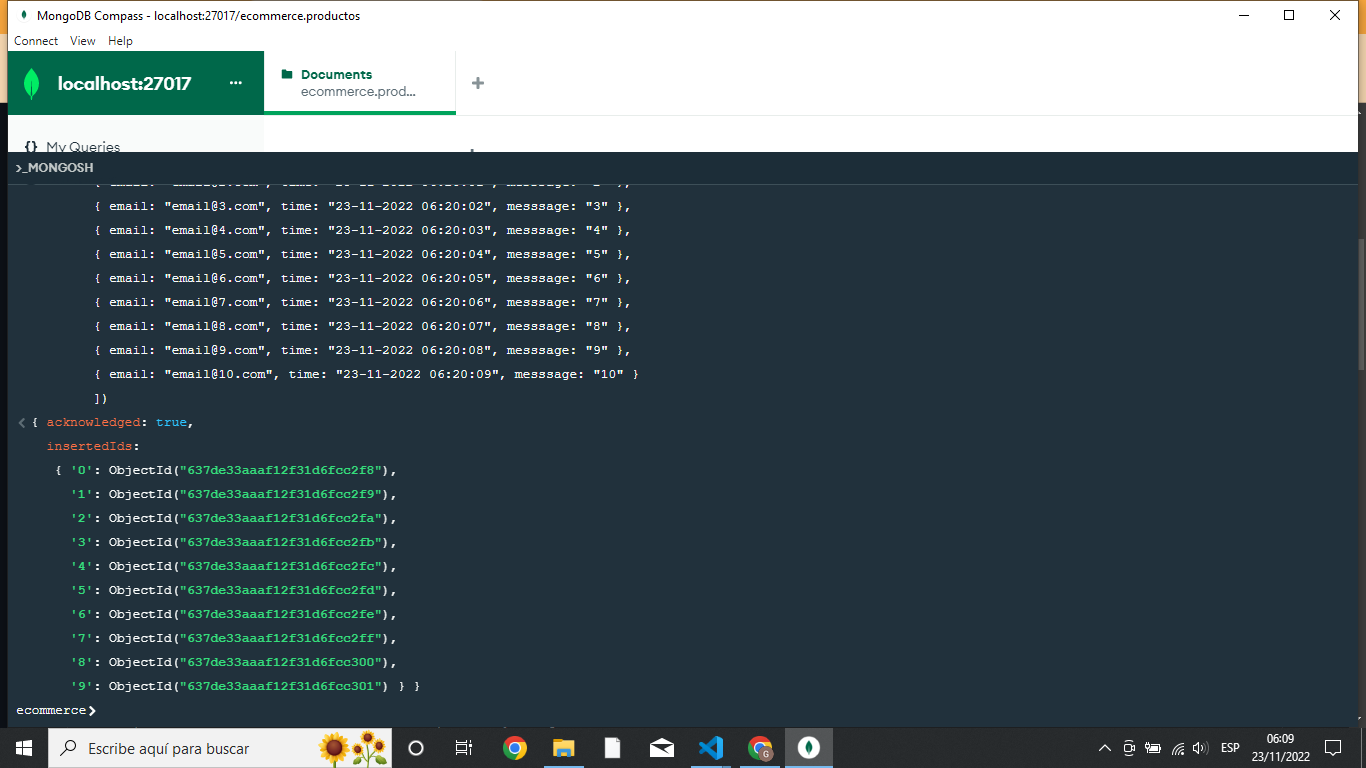 MongoDB Compass - localhost:27017/ecommerce.productos
Connect View Help
localhost:27017 ...
Documents
ecommerce.prod...
{} My Queries
>_MONGOSH
{ email: "email@3.com", time: "23-11-2022 06:20:02", messsage: "3" },
{ email: "email@4.com", time: "23-11-2022 06:20:03", messsage: "4" },
{ email: "email@5.com", time: "23-11-2022 06:20:04", messsage: "5" },
{ email: "email@6.com", time: "23-11-2022 06:20:05", messsage: "6" },
{ email: "email@7.com", time: "23-11-2022 06:20:06", messsage: "7" },
{ email: "email@8.com", time: "23-11-2022 06:20:07", messsage: "8" },
{ email: "email@9.com", time: "23-11-2022 06:20:08", messsage: "9" },
{ email: "email@10.com", time: "23-11-2022 06:20:09", messsage: "10" }
])
< { acknowledged: true,
insertedIds:
{ '0': ObjectId("637de33aaaf12f31d6fcc2f8"),
'1': ObjectId("637de33aaaf12f31d6fcc2f9"),
'2': ObjectId("637de33aaaf12f31d6fcc2fa"),
'3': ObjectId("637de33aaaf12f31d6fcc2fb"),
'4': ObjectId("637de33aaaf12f31d6fcc2fc"),
'5': ObjectId("637de33aaaf12f31d6fcc2fd"),
'6': ObjectId("637de33aaaf12f31d6fcc2fe"),
'7': ObjectId("637de33aaaf12f31d6fcc2ff"),
'8': ObjectId("637de33aaaf12f31d6fcc300"),
'9': ObjectId("637de33aaaf12f31d6fcc301") } }
ecommerce>
Escribe aquí para buscar
G
ESP
06:09
23/11/2022